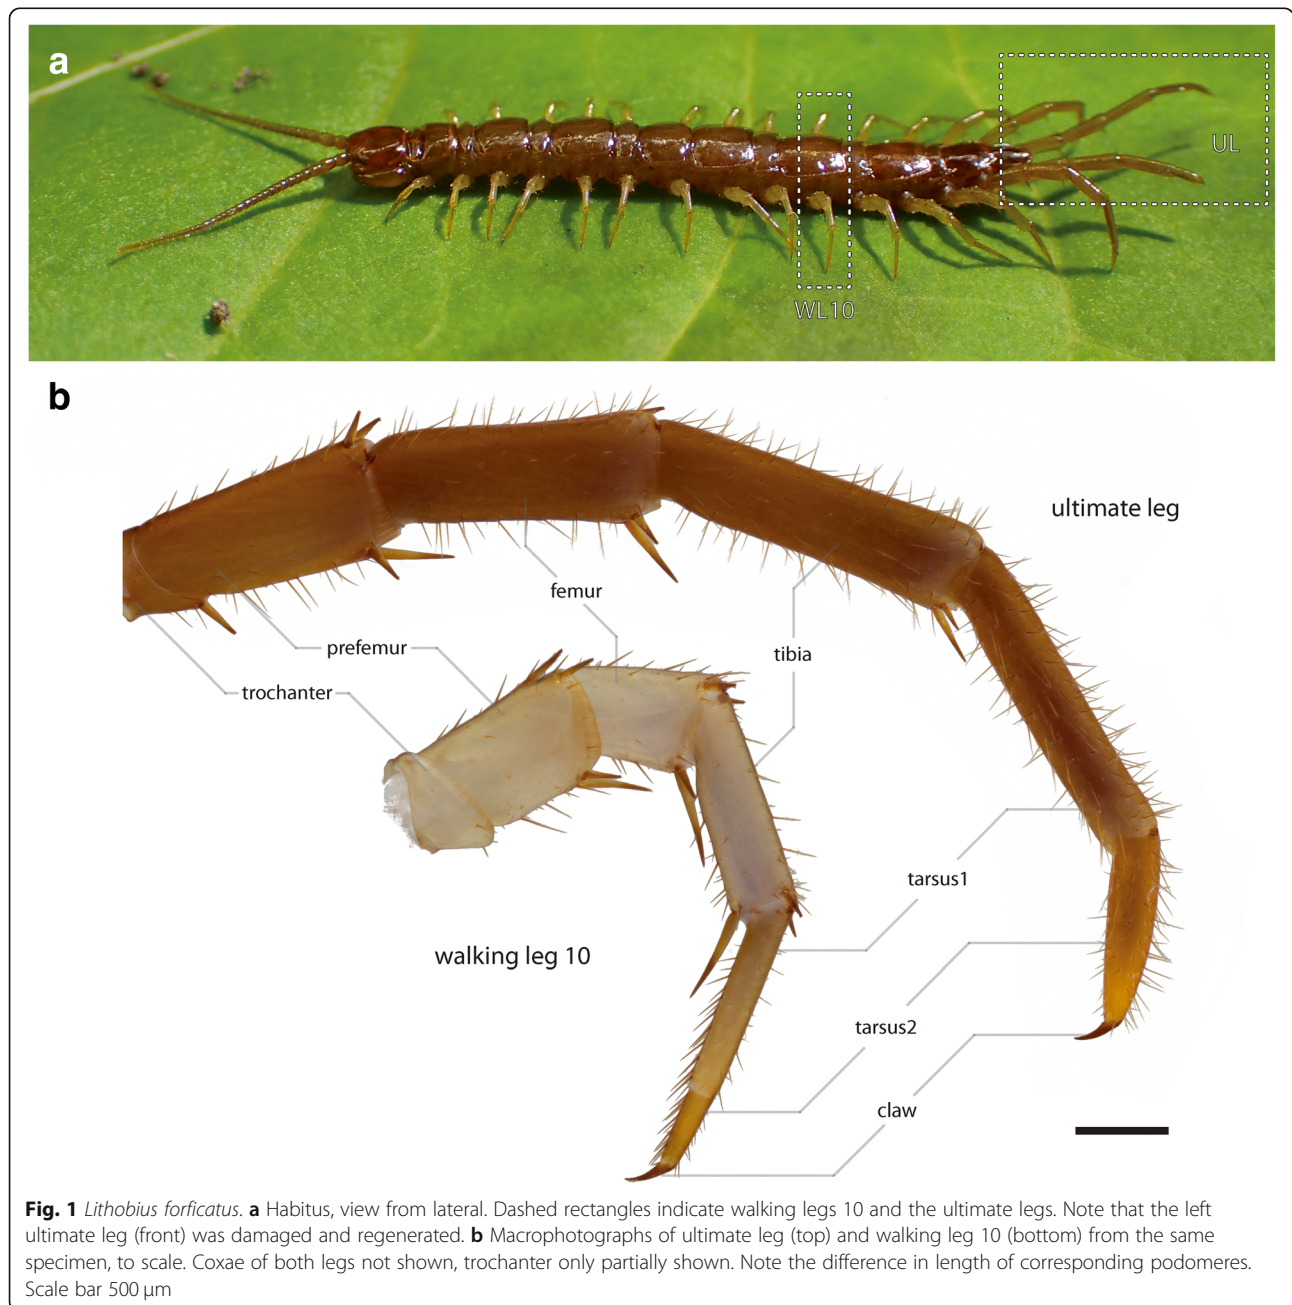 a
UL
WL10
b
ultimate leg
femur
prefemur
tibia
trochanter
tarsus1
walking leg 10
tarsus2
claw
Fig. 1 Lithobius forficatus. a Habitus, view from lateral. Dashed rectangles indicate walking legs 10 and the ultimate legs. Note that the left
ultimate leg (front) was damaged and regenerated. b Macrophotographs of ultimate leg (top) and walking leg 10 (bottom) from the same
specimen, to scale. Coxae of both legs not shown, trochanter only partially shown. Note the difference in length of corresponding podomeres.
Scale bar 500 μm